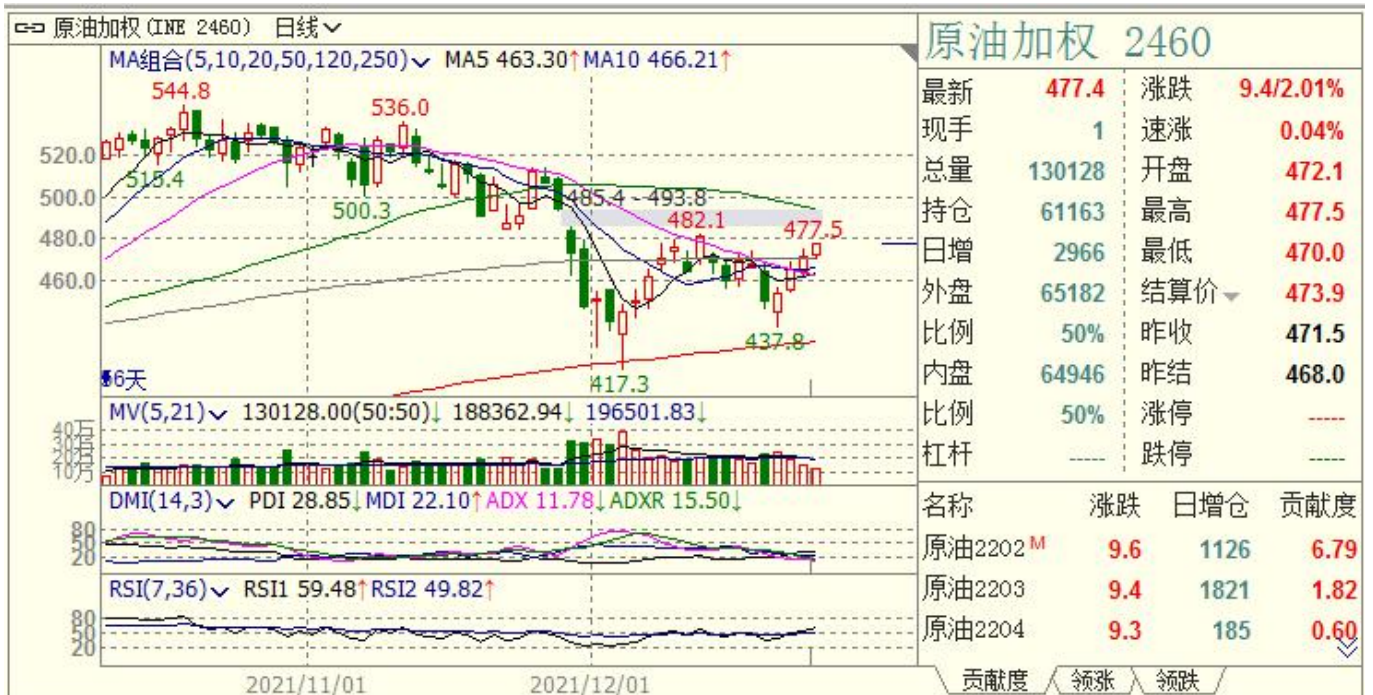 原油加权(INE 2460) 日线
MA组合(5,10,20,50,120,250) MA5 463.30↑MA10 466.21↑
544.8
536.0
520.0
515.4
500.0
500.3
485.4 - 493.8
482.1
477.5
480.0
460.0
437.8
417.3
6天
MV(5,21) 130128.00(50:50)↓ 188362.94↓ 196501.83↓
40万
30万
20万
10万
DMI(14,3) PDI 28.85↓MDI 22.10↑ADX 11.78↓ADXR 15.50↓
80
50
20
RSI(7,36) RSI1 59.48↑RSI2 49.82↑
80
50
20
2021/11/01 2021/12/01
原油加权 2460
最新 477.4 涨跌 9.4/2.01%
现手 1 速涨 0.04%
总量 130128 开盘 472.1
持仓 61163 最高 477.5
日增 2966 最低 470.0
外盘 65182 结算价 473.9
比例 50% 昨收 471.5
内盘 64946 昨结 468.0
比例 50% 涨停 -----
杠杆 ----- 跌停 -----
名称 涨跌 日增仓 贡献度
原油2202 M 9.6 1126 6.79
原油2203 9.4 1821 1.82
原油2204 9.3 185 0.60
贡献度 领涨 领跌